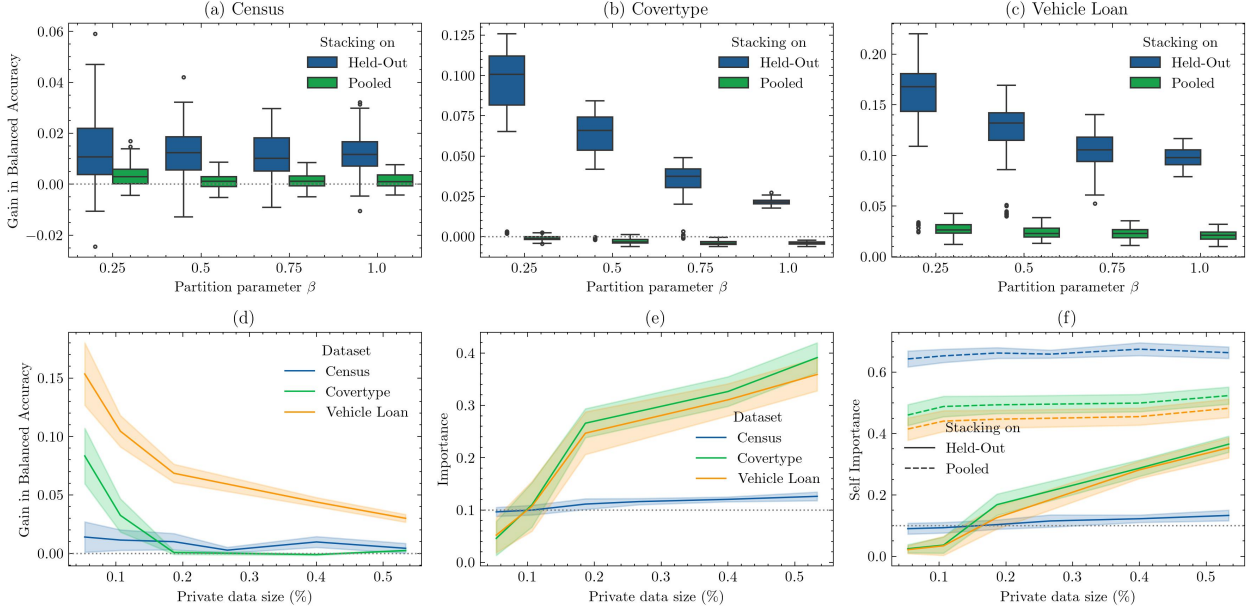 (a) Census
Gain in Balanced Accuracy
0.06
0.04
0.02
0.00
−0.02
Stacking on
Held-Out
Pooled
0.25
0.5
0.75
1.0
Partition parameter β
(b) Covertype
0.125
0.100
0.075
0.050
0.025
0.000
Stacking on
Held-Out
Pooled
0.25
0.5
0.75
1.0
Partition parameter β
(c) Vehicle Loan
0.20
0.15
0.10
0.05
0.00
Stacking on
Held-Out
Pooled
0.25
0.5
0.75
1.0
Partition parameter β
(d)
Gain in Balanced Accuracy
0.15
0.10
0.05
0.00
Dataset
Census
Covertype
Vehicle Loan
0.1
0.2
0.3
0.4
0.5
Private data size (%)
(e)
Importance
0.4
0.3
0.2
0.1
0.0
Dataset
Census
Covertype
Vehicle Loan
0.1
0.2
0.3
0.4
0.5
Private data size (%)
(f)
Self Importance
0.6
0.4
0.2
0.1
0.0
Stacking on
Held-Out
Pooled
0.1
0.2
0.3
0.4
0.5
Private data size (%)